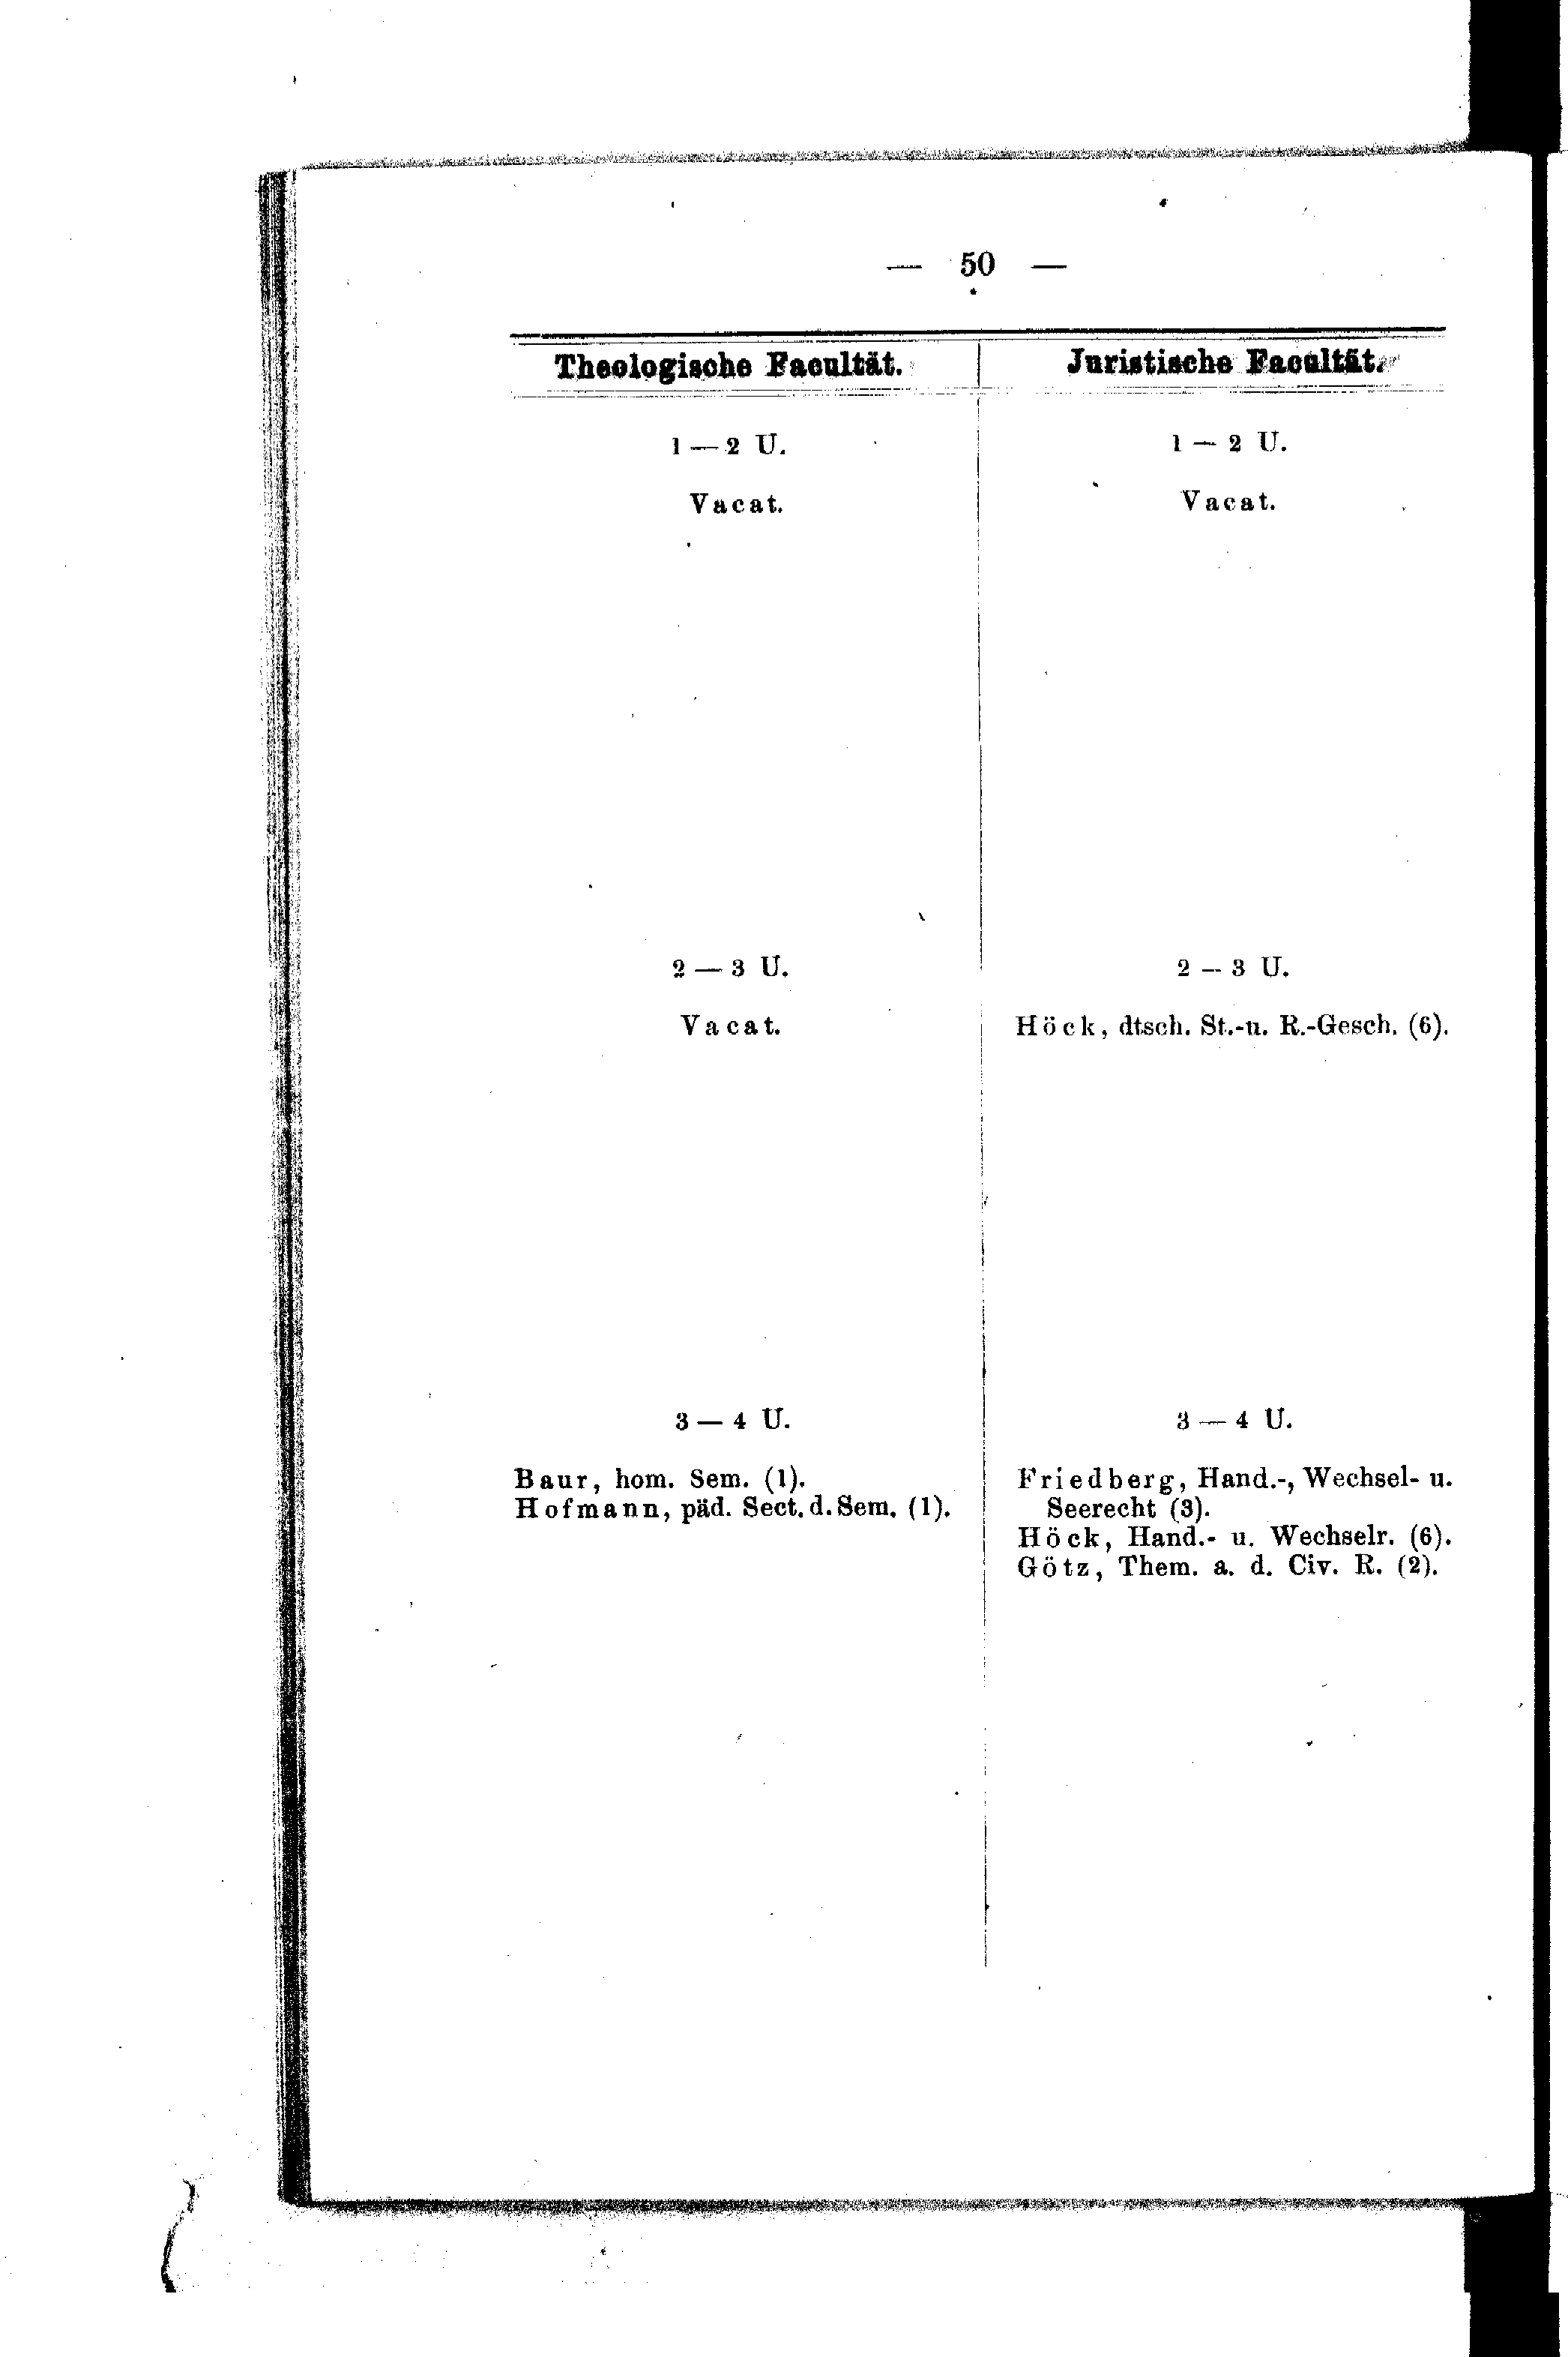 — 50 —
Theologische Facultät.
1 — 2 U.
Vacat.
2 — 3 U.
Vacat.
3 — 4 U.
Baur, hom. Sem. (1).
Hofmann, päd. Sect. d. Sem. (1).
Juristische Facultät.
1 — 2 U.
Vacat.
2 — 3 U.
Höck, dtsch. St.-u. R.-Gesch. (6).
3 — 4 U.
Friedberg, Hand.-, Wechsel- u.
Seerecht (3).
Höck, Hand.- u. Wechselr. (6).
Götz, Them. a. d. Civ. R. (2).